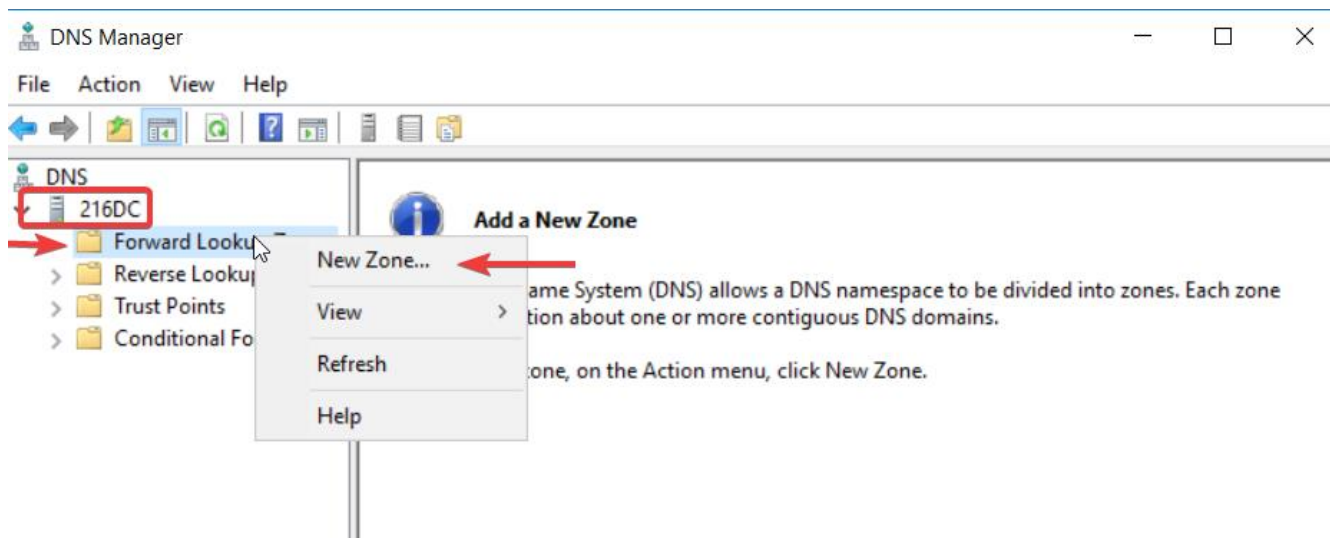 DNS Manager
File Action View Help
DNS
216DC
Forward Looku
Reverse Lookup
Trust Points
Conditional Fo
New Zone...
View
Refresh
Help
Add a New Zone
ame System (DNS) allows a DNS namespace to be divided into zones. Each zone
tion about one or more contiguous DNS domains.
zone, on the Action menu, click New Zone.